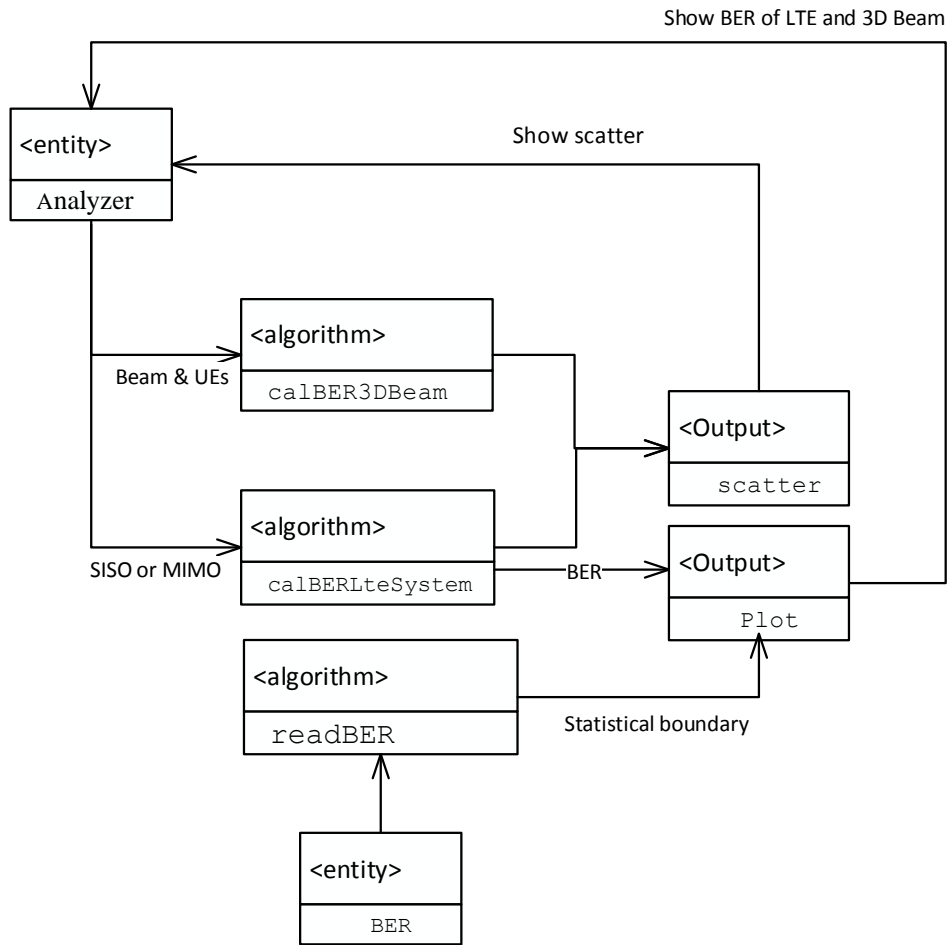 Show BER of LTE and 3D Beam
<entity>
Analyzer
Show scatter
<algorithm>
calBER3DBeam
Beam & UEs
<Output>
scatter
<algorithm>
calBERLteSystem
SISO or MIMO
BER
<Output>
Plot
<algorithm>
readBER
Statistical boundary
<entity>
BER